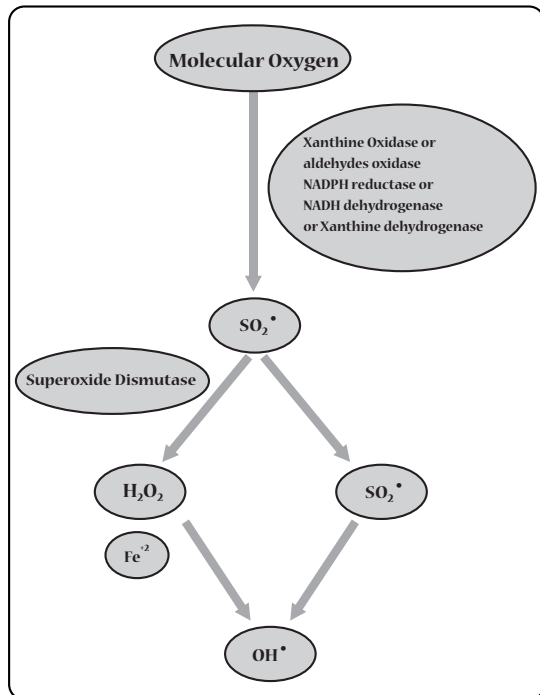 Molecular Oxygen
Xanthine Oxidase or
aldehydes oxidase
NADPH reductase or
NADH dehydrogenase
or Xanthine dehydrogenase
SO₂•
Superoxide Dismutase
H₂O₂
SO₂•
Fe⁺²
OH•